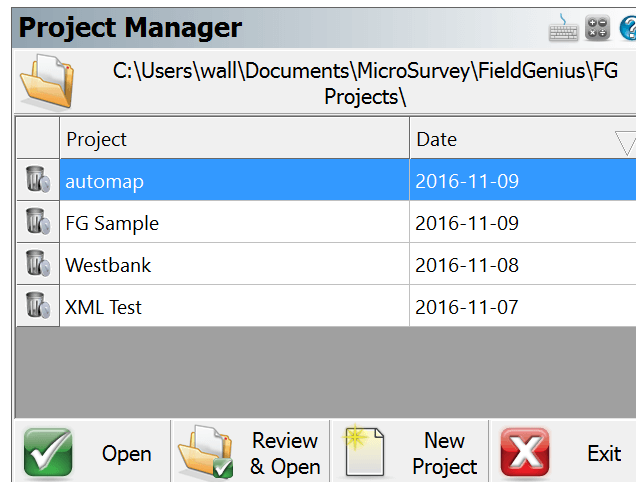 Project Manager
C:\Users\wall\Documents\MicroSurvey\FieldGenius\FG
Projects\
Project Date
automap 2016-11-09
FG Sample 2016-11-09
Westbank 2016-11-08
XML Test 2016-11-07
Open
Review
& Open
New
Project
Exit